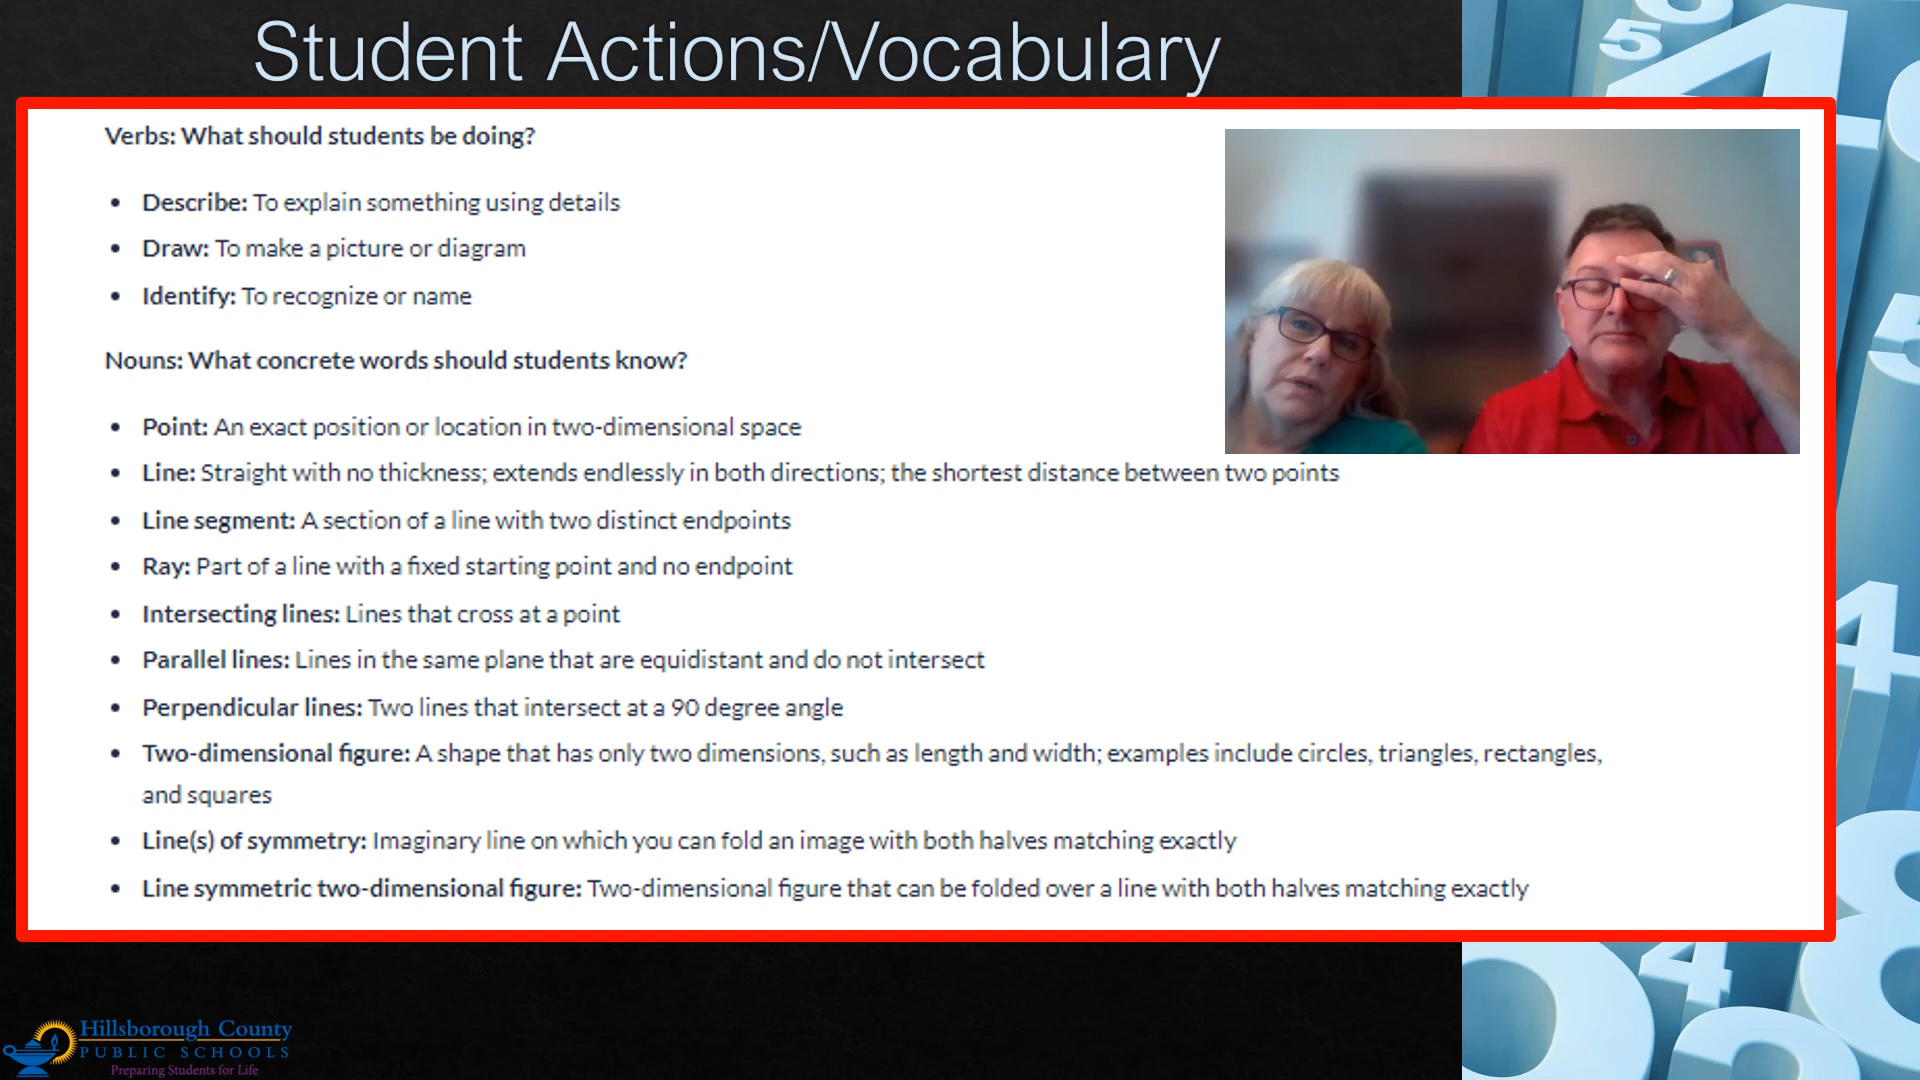 Student Actions/Vocabulary
Verbs: What should students be doing?
• Describe: To explain something using details
• Draw: To make a picture or diagram
• Identify: To recognize or name
Nouns: What concrete words should students know?
• Point: An exact position or location in two-dimensional space
• Line: Straight with no thickness; extends endlessly in both directions; the shortest distance between two points
• Line segment: A section of a line with two distinct endpoints
• Ray: Part of a line with a fixed starting point and no endpoint
• Intersecting lines: Lines that cross at a point
• Parallel lines: Lines in the same plane that are equidistant and do not intersect
• Perpendicular lines: Two lines that intersect at a 90 degree angle
• Two-dimensional figure: A shape that has only two dimensions, such as length and width; examples include circles, triangles, rectangles,
and squares
• Line(s) of symmetry: Imaginary line on which you can fold an image with both halves matching exactly
• Line symmetric two-dimensional figure: Two-dimensional figure that can be folded over a line with both halves matching exactly
Hillsborough County
PUBLIC SCHOOLS
Preparing Students for Life
5
4
4
4
8